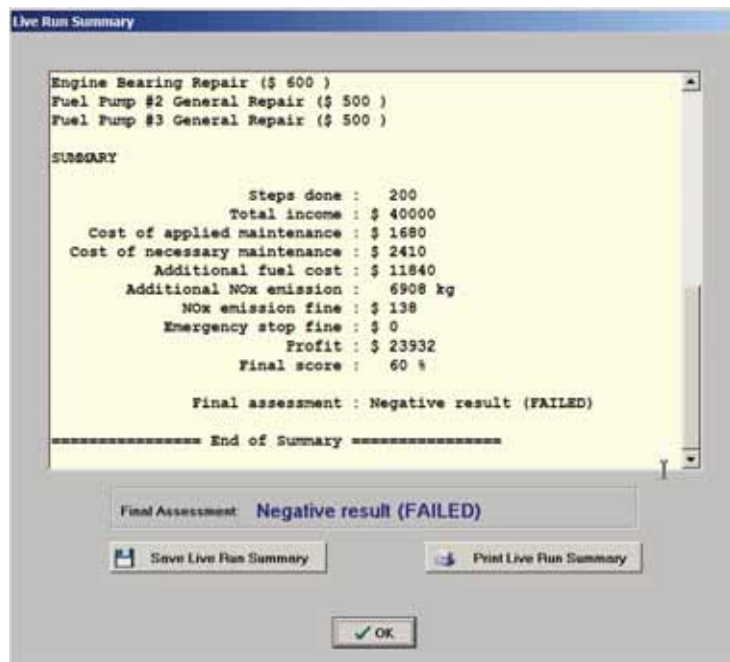 Live Run Summary
Engine Bearing Repair ($ 600 )
Fuel Pump #2 General Repair ($ 500 )
Fuel Pump #3 General Repair ($ 500 )
SUMMARY
Steps done : 200
Total income : $ 40000
Cost of applied maintenance : $ 1680
Cost of necessary maintenance : $ 2410
Additional fuel cost : $ 11840
Additional NOx emission : 6908 kg
NOx emission fine : $ 138
Emergency stop fine : $ 0
Profit : $ 23932
Final score : 60 %
Final assessment : Negative result (FAILED)
================ End of Summary ================
Final Assessment: Negative result (FAILED)
Save Live Run Summary
Print Live Run Summary
OK